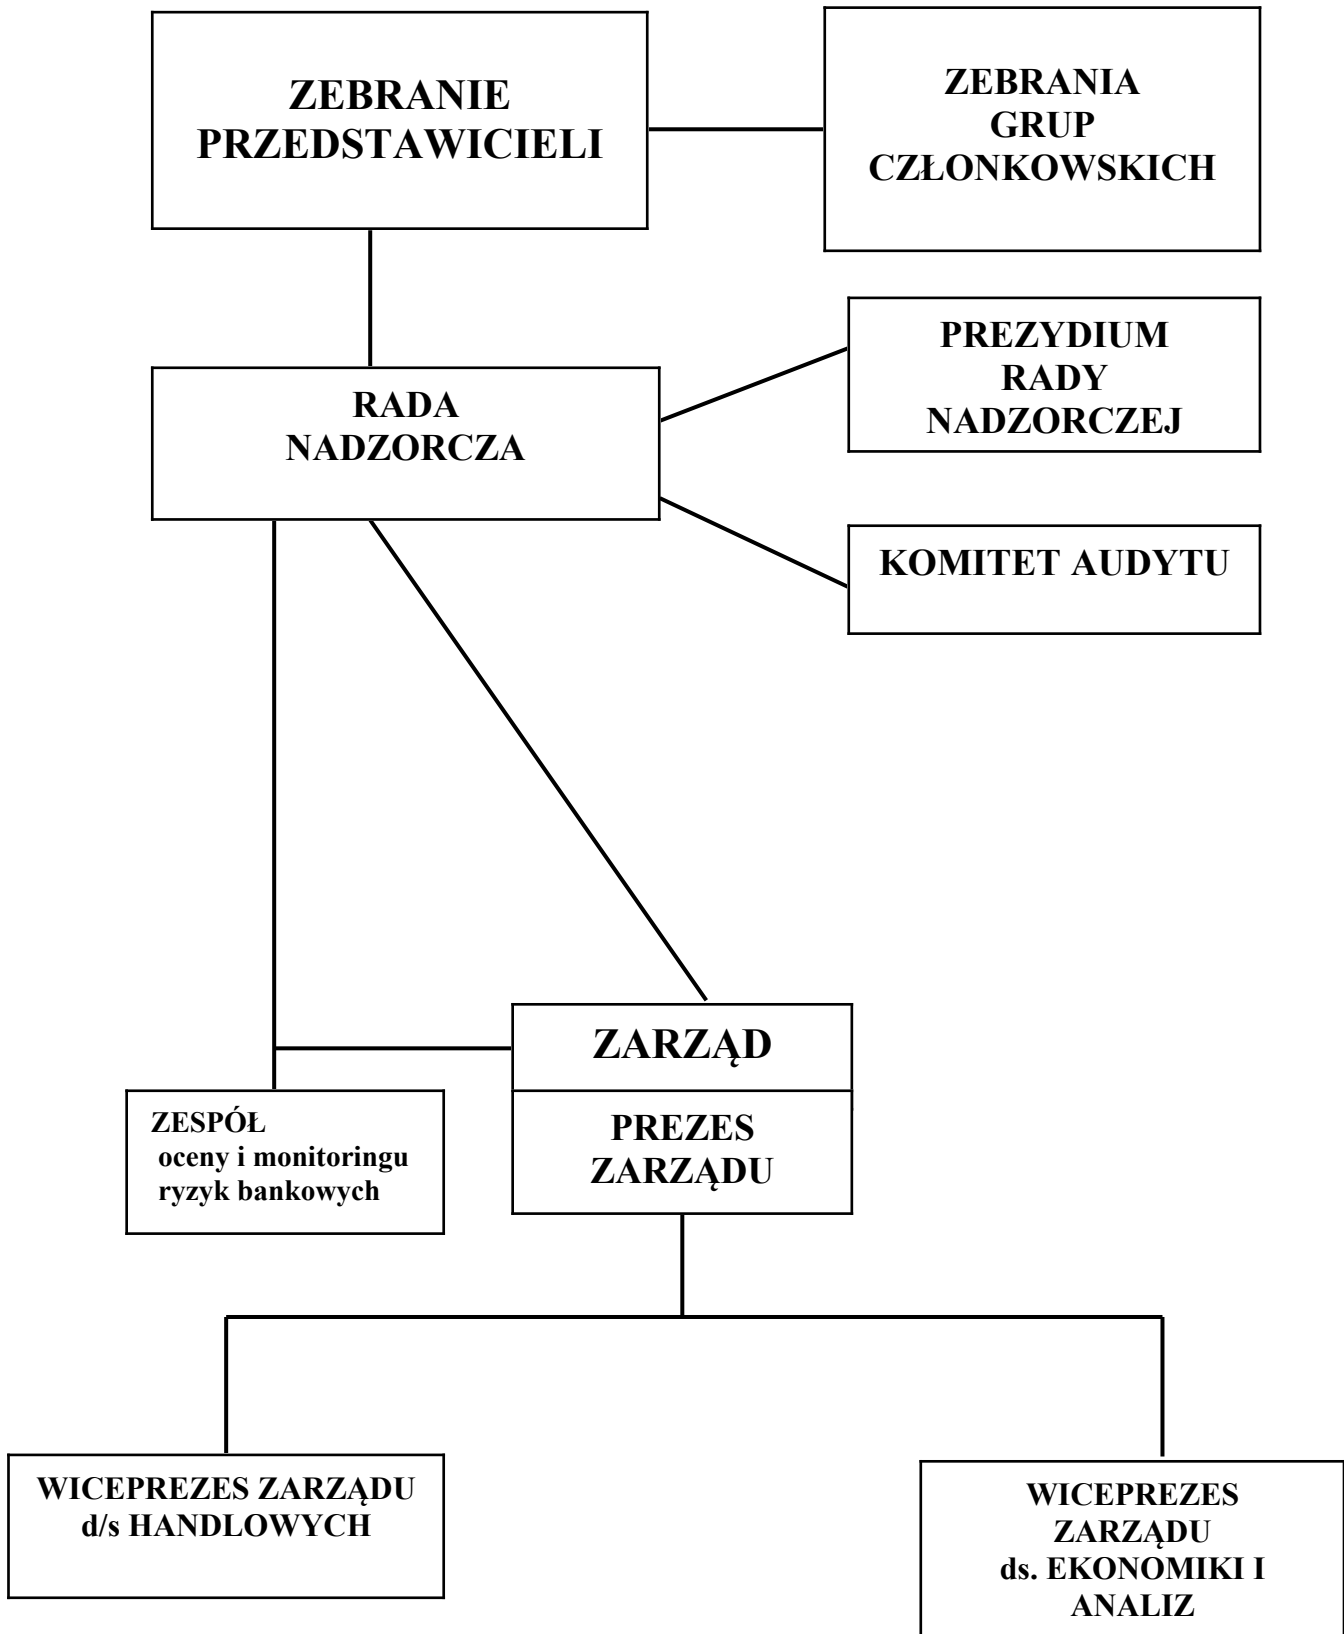 ZEBRANIE
PRZEDSTAWICIELI
ZEBRANIA
GRUP
CZŁONKOWSKICH
PREZYDIUM
RADY
NADZORCZEJ
RADA
NADZORCZA
KOMITET AUDYTU
ZARZĄD
PREZES
ZARZĄDU
ZESPÓŁ
oceny i monitoringu
ryzyk bankowych
WICEPREZES ZARZĄDU
d/s HANDLOWYCH
WICEPREZES
ZARZĄDU
ds. EKONOMIKI I
ANALIZ